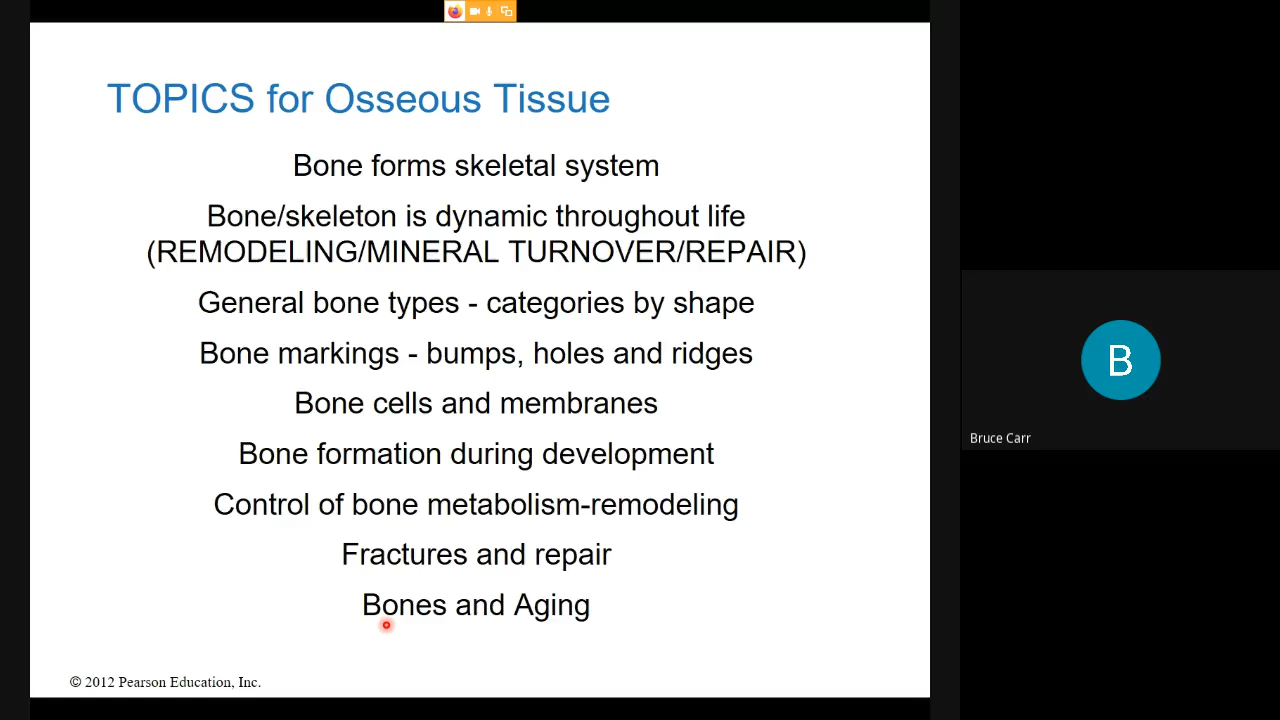 TOPICS for Osseous Tissue
Bone forms skeletal system
Bone/skeleton is dynamic throughout life
(REMODELING/MINERAL TURNOVER/REPAIR)
General bone types - categories by shape
Bone markings - bumps, holes and ridges
Bone cells and membranes
Bone formation during development
Control of bone metabolism-remodeling
Fractures and repair
Bones and Aging
© 2012 Pearson Education, Inc.
B
Bruce Carr